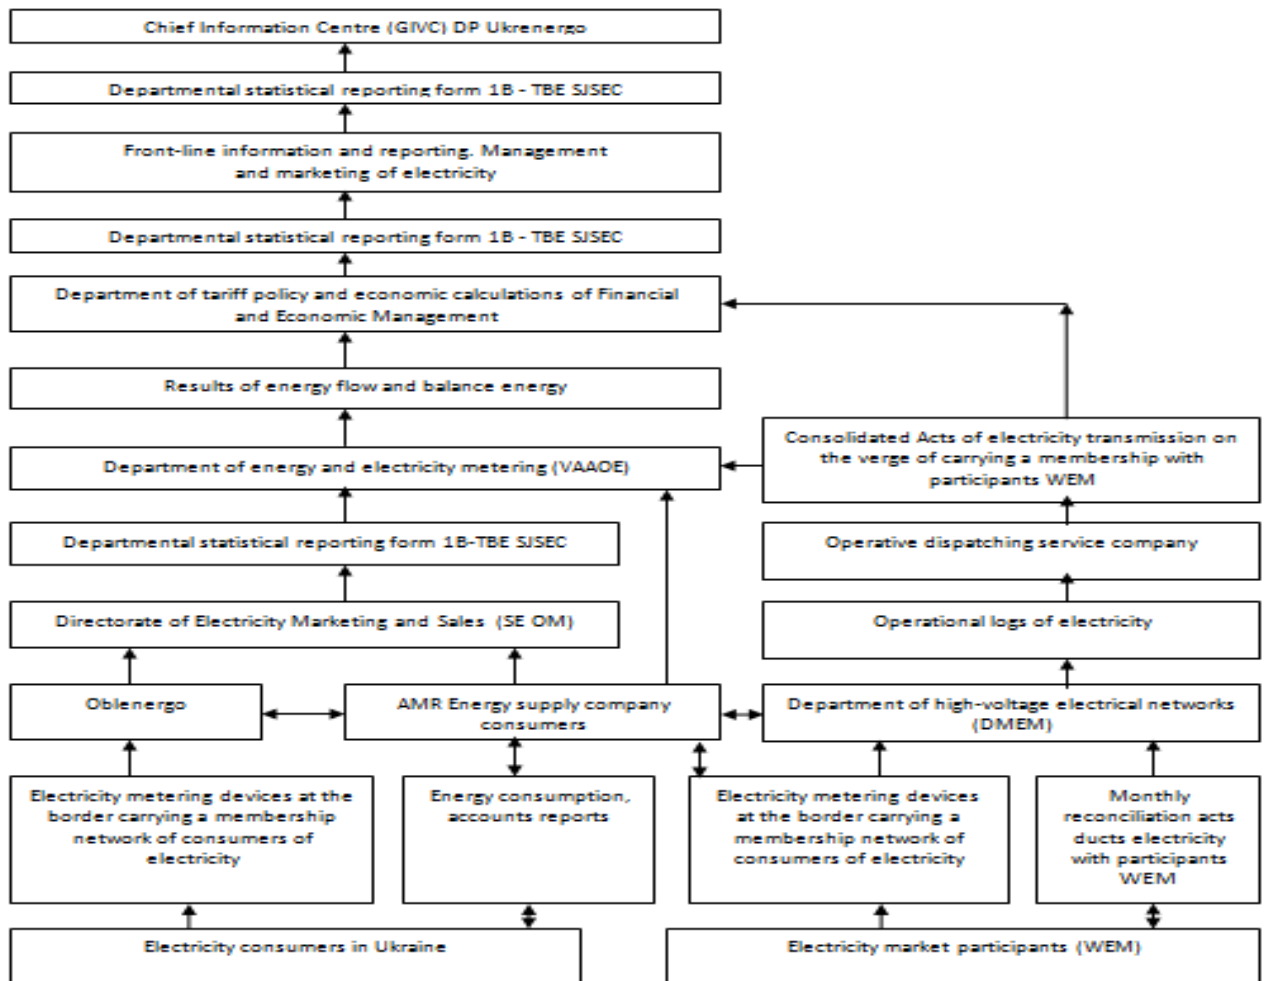 Chief Information Centre (GIVC) DP Ukrenergo
Departmental statistical reporting form 1B - TBE SJSEC
Front-line information and reporting. Management
and marketing of electricity
Departmental statistical reporting form 1B - TBE SJSEC
Department of tariff policy and economic calculations of Financial
and Economic Management
Results of energy flow and balance energy
Consolidated Acts of electricity transmission on
the verge of carrying a membership with
participants WEM
Department of energy and electricity metering (VAAOE)
Departmental statistical reporting form 1B-TBE SJSEC
Operative dispatching service company
Directorate of Electricity Marketing and Sales (SE OM)
Operational logs of electricity
Oblenergo
AMR Energy supply company
consumers
Department of high-voltage electrical networks
(DMEM)
Electricity metering devices at the
border carrying a membership
network of consumers of
electricity
Energy consumption,
accounts reports
Electricity metering devices
at the border carrying a
membership network of
consumers of electricity
Monthly
reconciliation acts
ducts electricity
with participants
WEM
Electricity consumers in Ukraine
Electricity market participants (WEM)